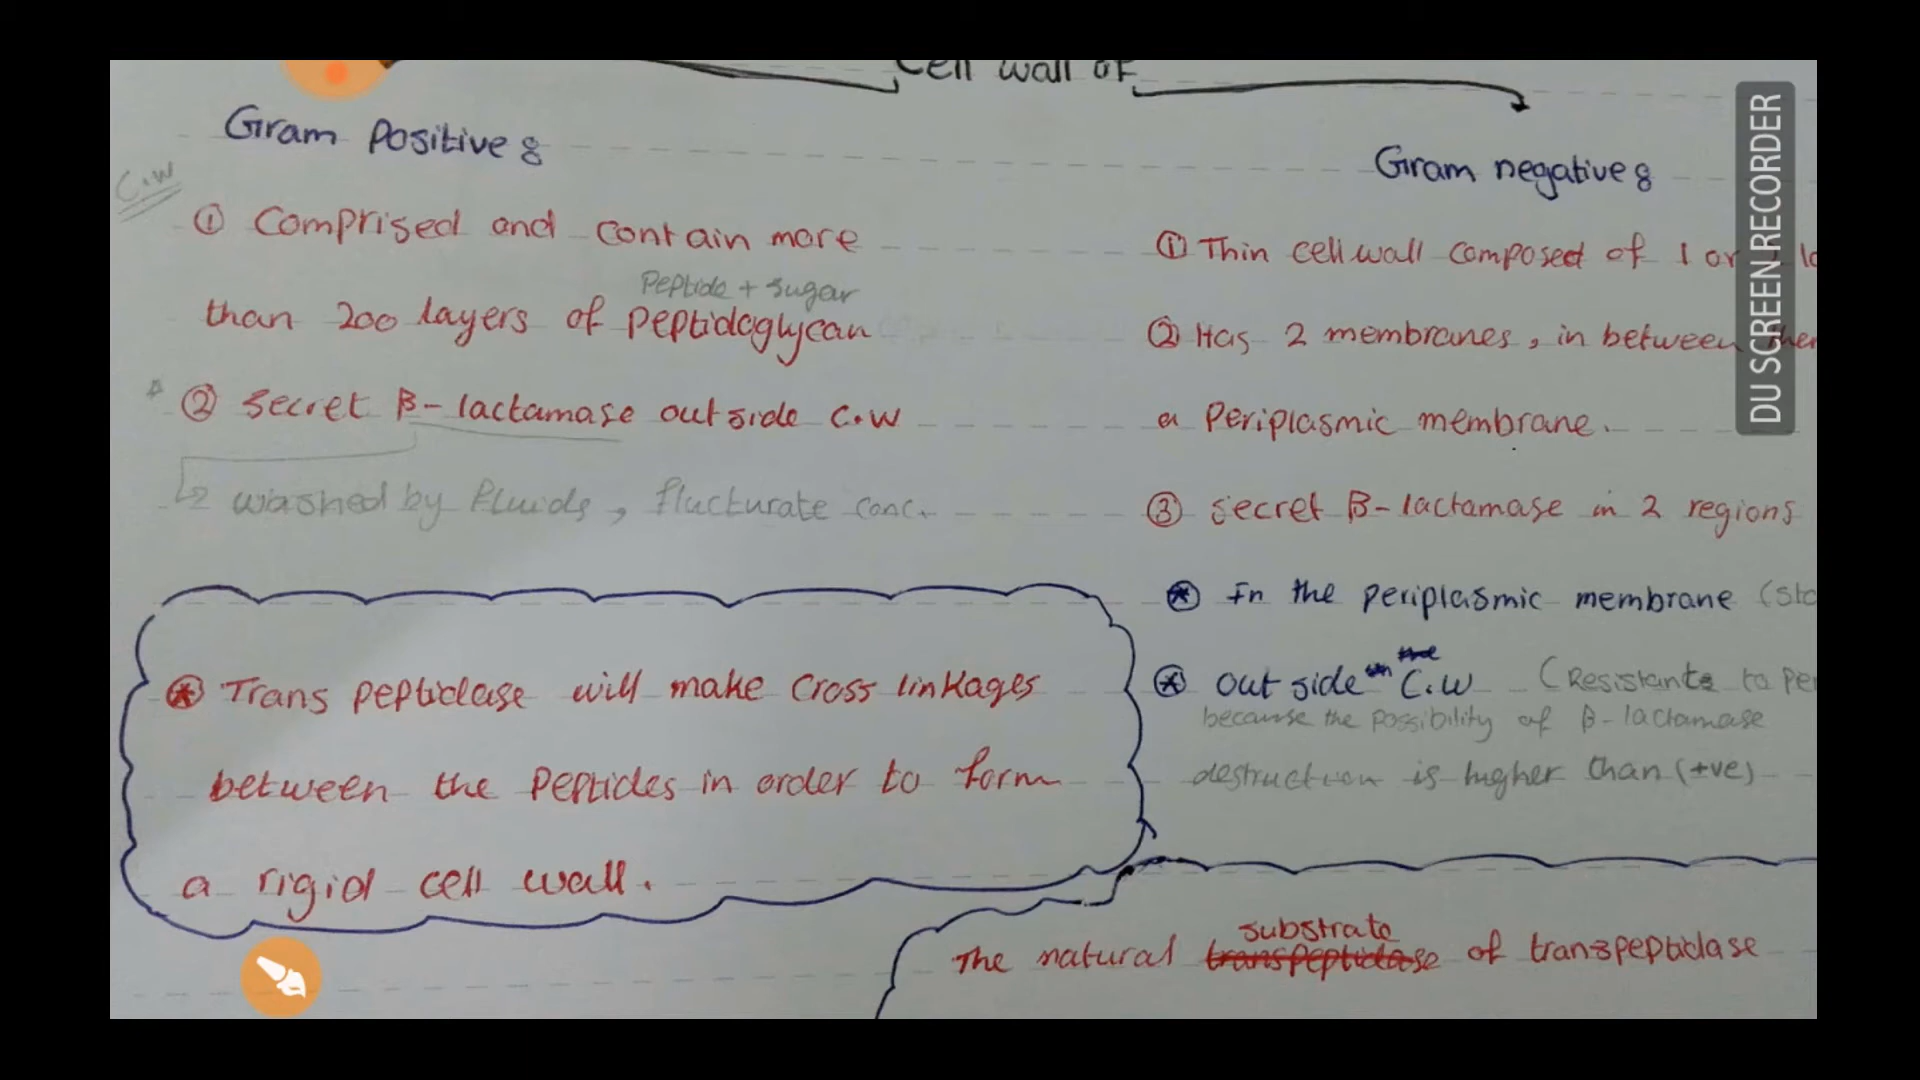 Cell wall of
Gram Positive:
C.W
① Comprised and contain more
Peptide + sugar
than 200 layers of peptidoglycan
② Secret β-lactamase out side C.W
washed by fluids, flucturate conc.
* Trans peptidase will make cross linkages
between the Peptides in order to form
a rigid cell wall.
Gram negative:
① Thin cell wall composed of 1 or
② Has 2 membranes, in between
a Periplasmic membrane.
③ secret β-lactamase in 2 regions
* In the periplasmic membrane
* out side C.W (Resistante to
because the possibility of β-lactamase
destruction is higher than (+ve)
substrate
The natural transpeptidase of transpeptidase
DU SCREEN RECORDER